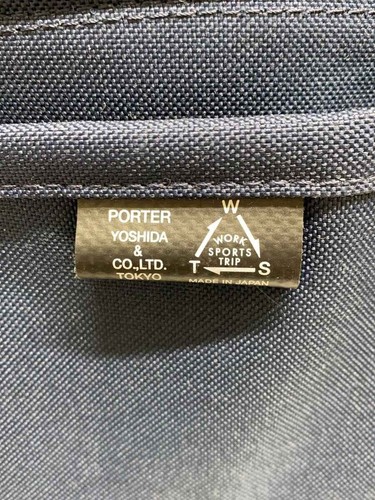 PORTER
YOSHIDA
&
CO.,LTD.
TOKYO
W
WORK
SPORTS
TRIP
T S
MADE IN JAPAN